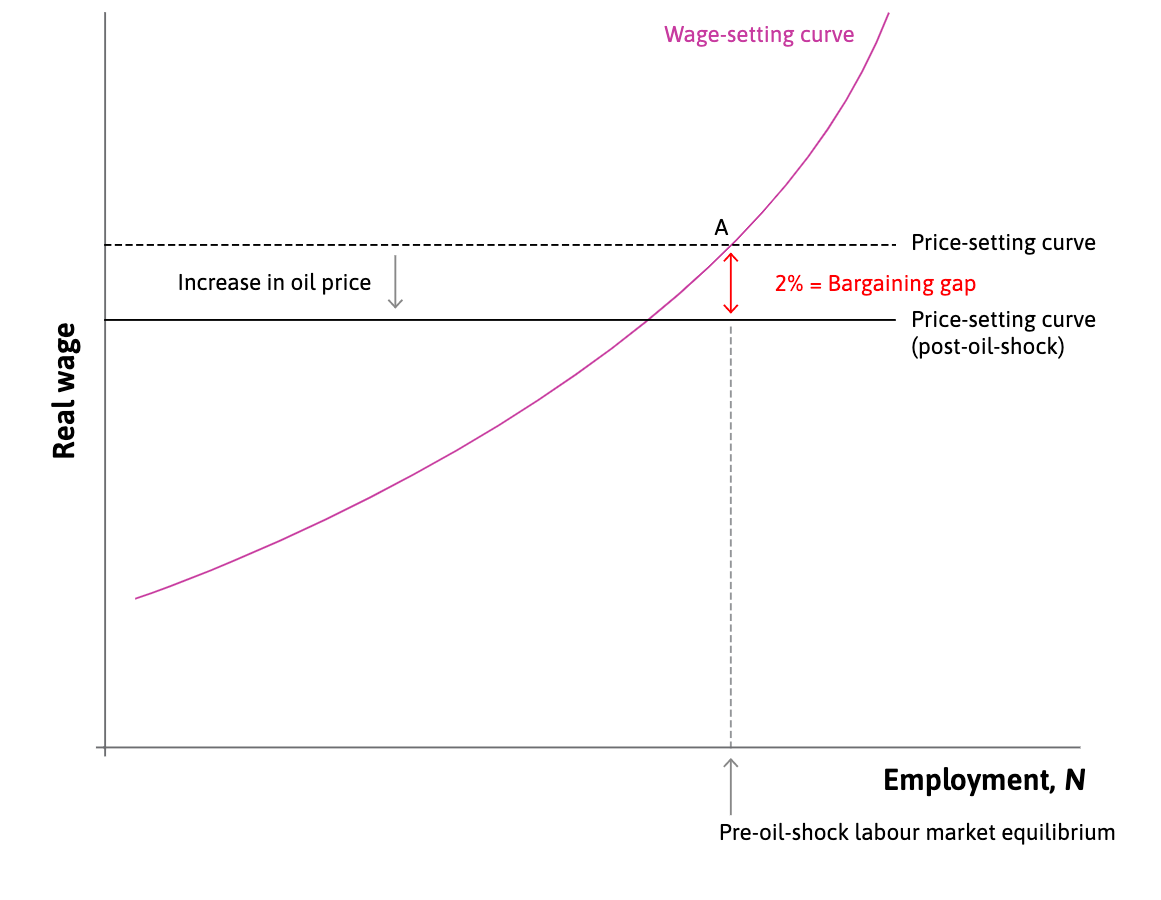 Wage-setting curve
A
Price-setting curve
Increase in oil price
2% = Bargaining gap
Price-setting curve
(post-oil-shock)
Real wage
Employment, N
Pre-oil-shock labour market equilibrium